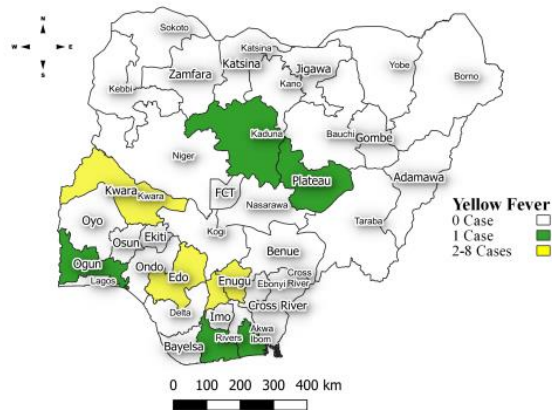 N
W E
S
Sokoto
Katsina
Katsina
Jigawa
Yobe
Borno
Zamfara
Kano
Kebbi
Kaduna
Bauchi
Gombe
Niger
Plateau
Adamawa
Kwara
Kwara
FCT
Nasarawa
Taraba
Yellow Fever
0 Case
1 Case
2-8 Cases
Oyo
Kogi
Osun
Ekiti
Benue
Ogun
Ondo
Edo
Enugu
Ebonyi
Cross
River
Lagos
Cross River
Delta
Imo
Bayelsa
Rivers
Akwa
Ibom
0 100 200 300 400 km